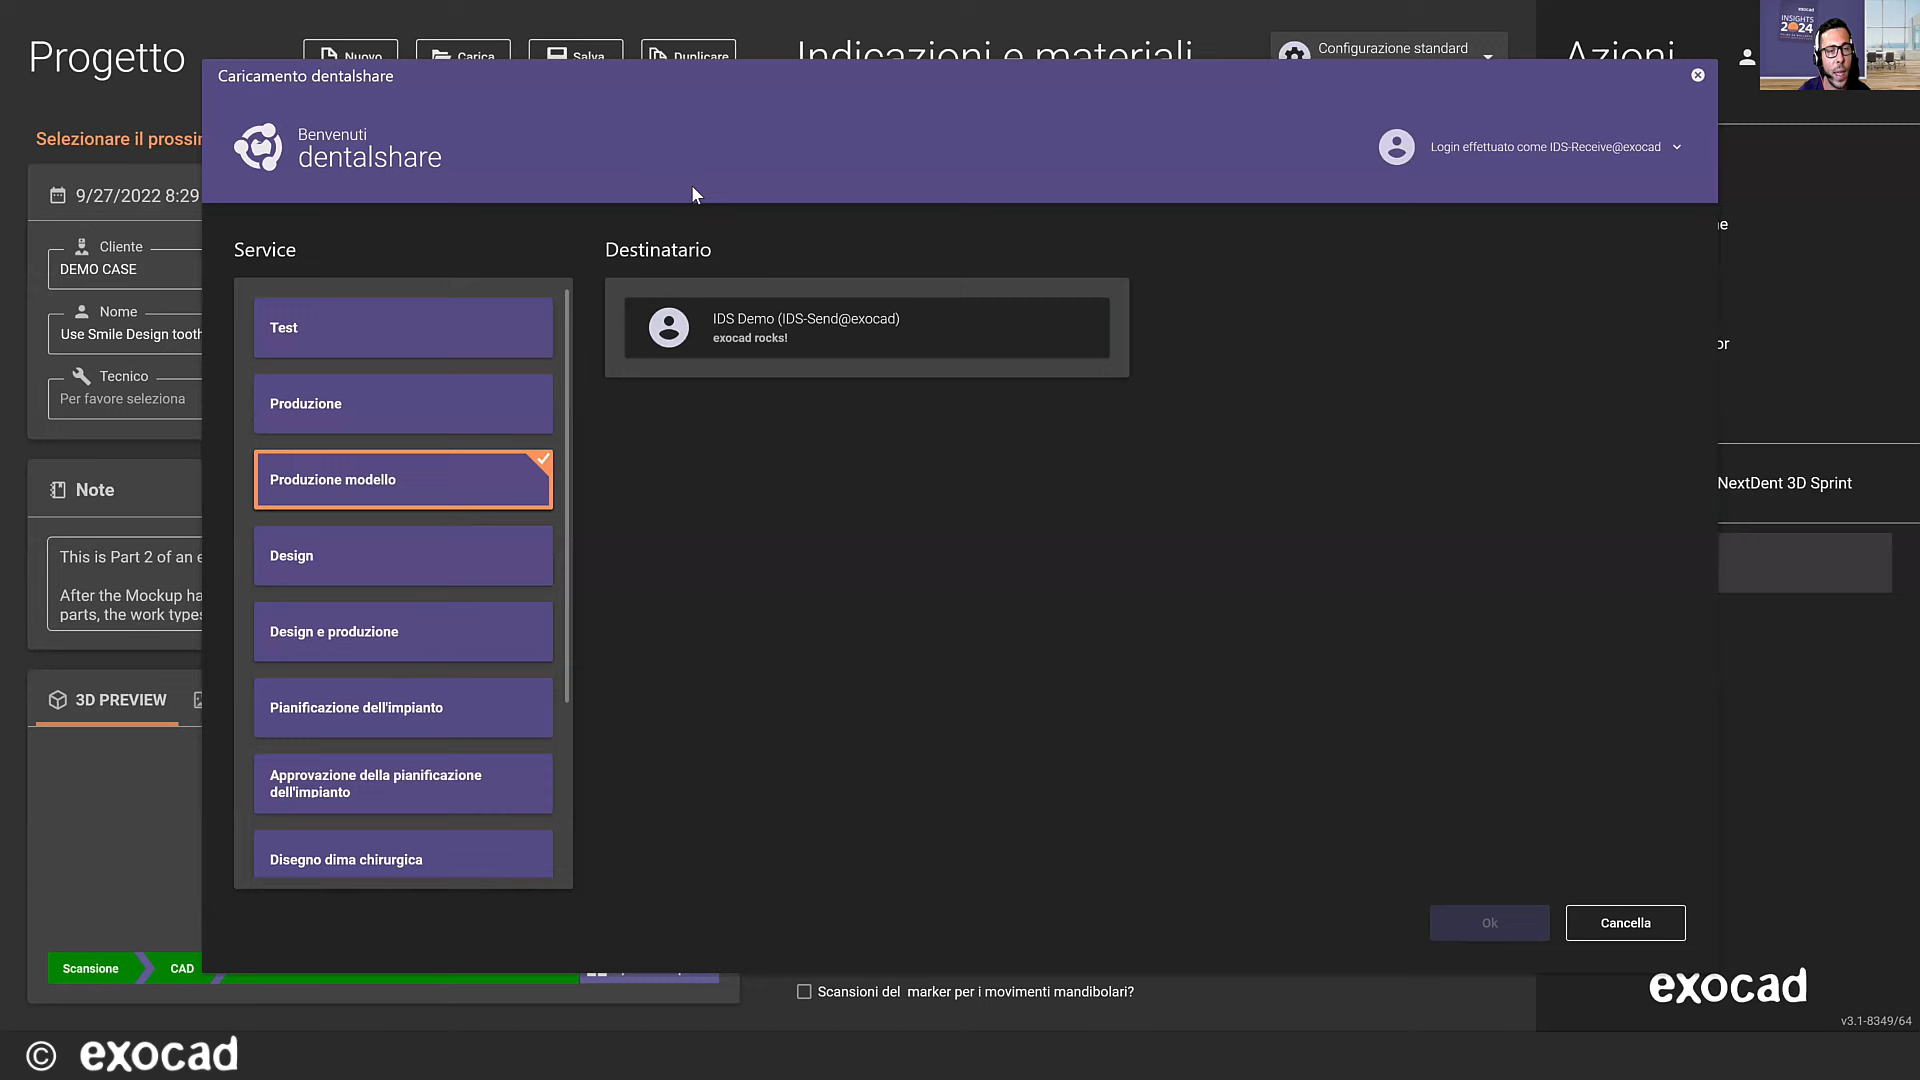 Progetto
Nuovo
Carica
Salva
Duplicare
Indicazioni e materiali
Configurazione standard
Azioni
exocad
INSIGHTS
2024
Caricamento dentalshare
Benvenuti
dentalshare
Login effettuato come IDS-Receive@exocad
Selezionare il prossi
9/27/2022 8:29
Cliente
DEMO CASE
Nome
Use Smile Design tooth
Tecnico
Per favore seleziona
Note
This is Part 2 of an e
After the Mockup ha
parts, the work types
3D PREVIEW
Scansione
CAD
Service
Test
Produzione
Produzione modello
Design
Design e produzione
Pianificazione dell'impianto
Approvazione della pianificazione
dell'impianto
Disegno dima chirurgica
Destinatario
IDS Demo (IDS-Send@exocad)
exocad rocks!
Ok
Cancella
ne
or
NextDent 3D Sprint
Scansioni del marker per i movimenti mandibolari?
exocad
v3.1-8349/64
© exocad